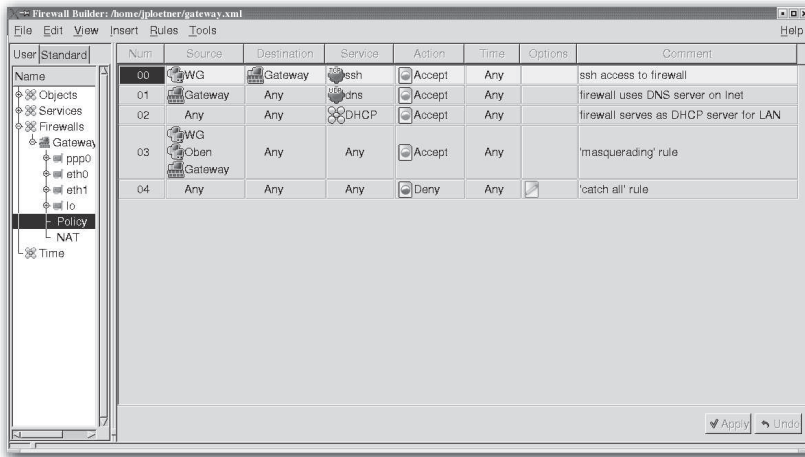 Firewall Builder: /home/jploetner/gateway.xml
File Edit View Insert Rules Tools Help
User Standard
Name
Objects
Services
Firewalls
Gateway
ppp0
eth0
eth1
lo
Policy
NAT
Time
Num Source Destination Service Action Time Options Comment
00 WG Gateway TCP ssh Accept Any ssh access to firewall
01 Gateway Any UDP dns Accept Any firewall uses DNS server on Inet
02 Any Any DHCP Accept Any firewall serves as DHCP server for LAN
WG
03 Oben Any Any Accept Any 'masquerading' rule
Gateway
04 Any Any Any Deny Any 'catch all' rule
Apply Undo